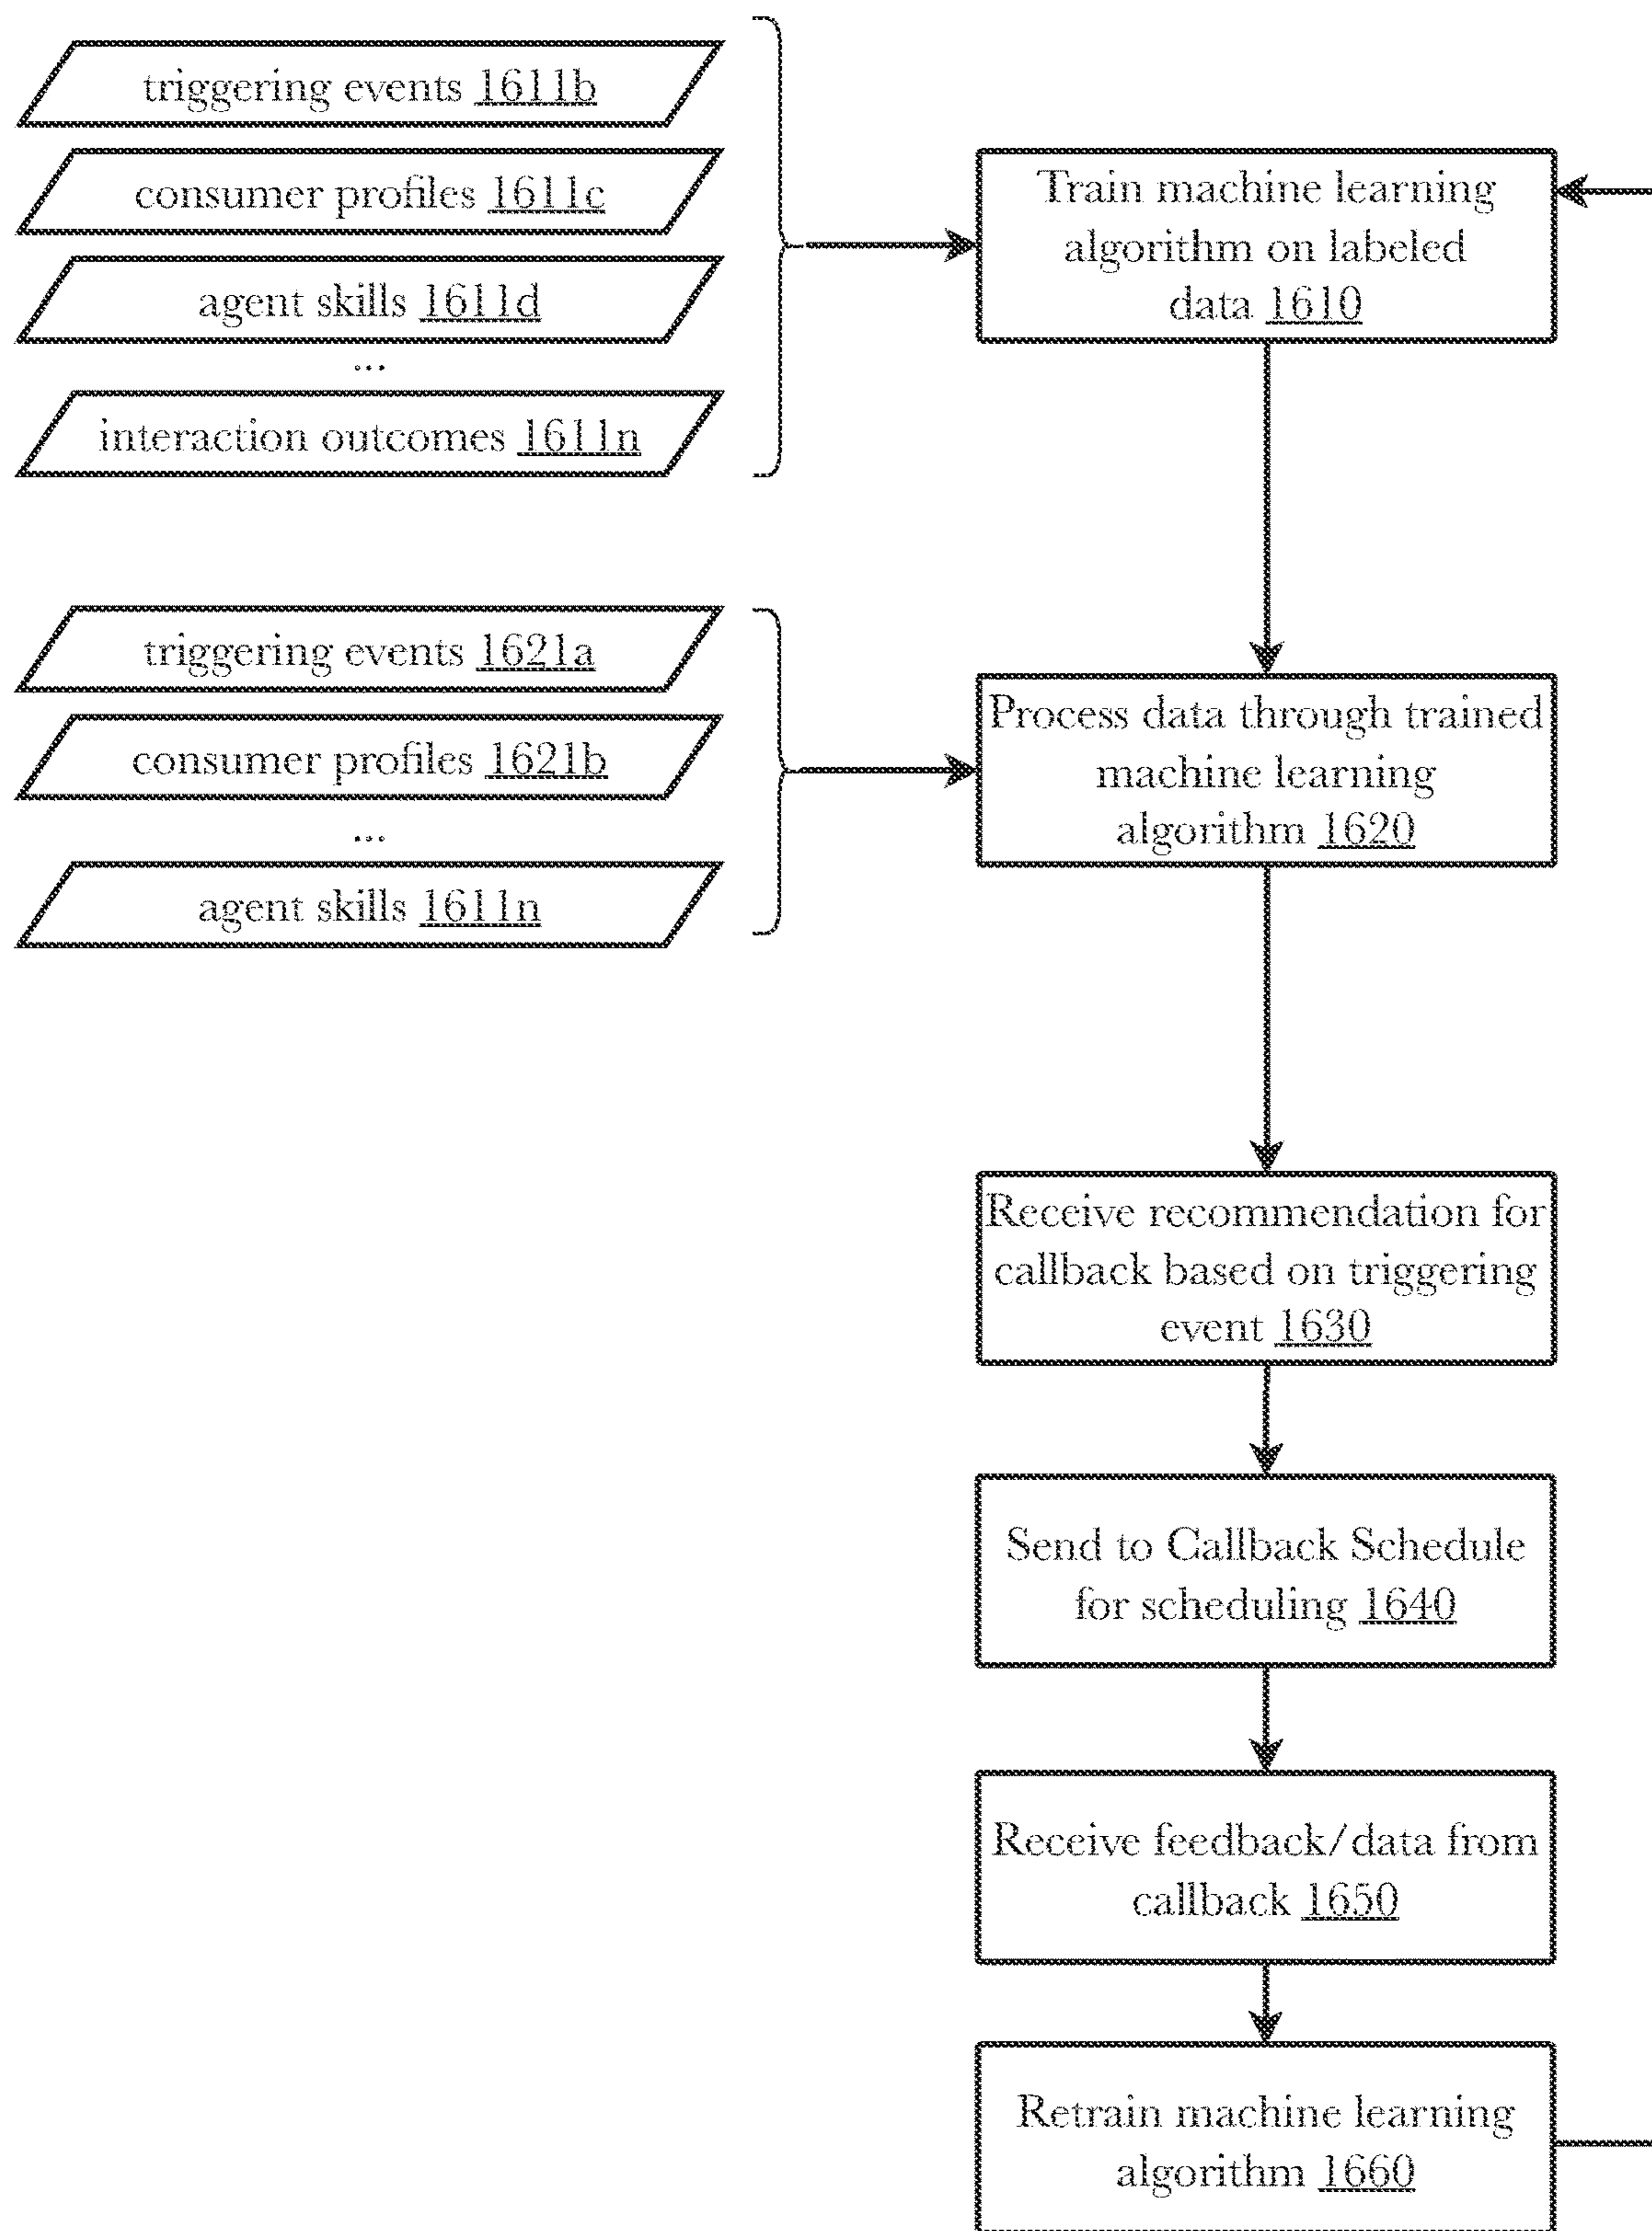 triggering events 1611b
consumer profiles 1611c
agent skills 1611d
...
interaction outcomes 1611n
Train machine learning
algorithm on labeled
data 1610
triggering events 1621a
consumer profiles 1621b
...
agent skills 1611n
Process data through trained
machine learning
algorithm 1620
Receive recommendation for
callback based on triggering
event 1630
Send to Callback Schedule
for scheduling 1640
Receive feedback/data from
callback 1650
Retrain machine learning
algorithm 1660